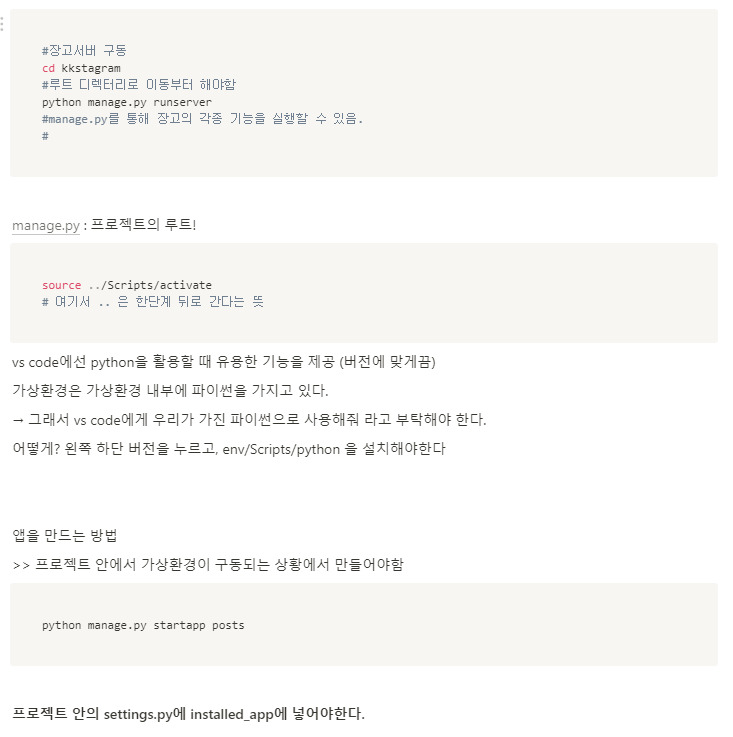 #장고서버 구동
cd kkstagram
#루트 디렉터리로 이동부터 해야함
python manage.py runserver
#manage.py를 통해 장고의 각종 기능을 실행할 수 있음.
#
manage.py : 프로젝트의 루트!
source ../Scripts/activate
# 여기서 .. 은 한단계 뒤로 간다는 뜻
vs code에선 python을 활용할 때 유용한 기능을 제공 (버전에 맞게끔)
가상환경은 가상환경 내부에 파이썬을 가지고 있다.
→ 그래서 vs code에게 우리가 가진 파이썬으로 사용해줘 라고 부탁해야 한다.
어떻게? 왼쪽 하단 버전을 누르고, env/Scripts/python 을 설치해야한다
앱을 만드는 방법
>> 프로젝트 안에서 가상환경이 구동되는 상황에서 만들어야함
python manage.py startapp posts
프로젝트 안의 settings.py에 installed_app에 넣어야한다.